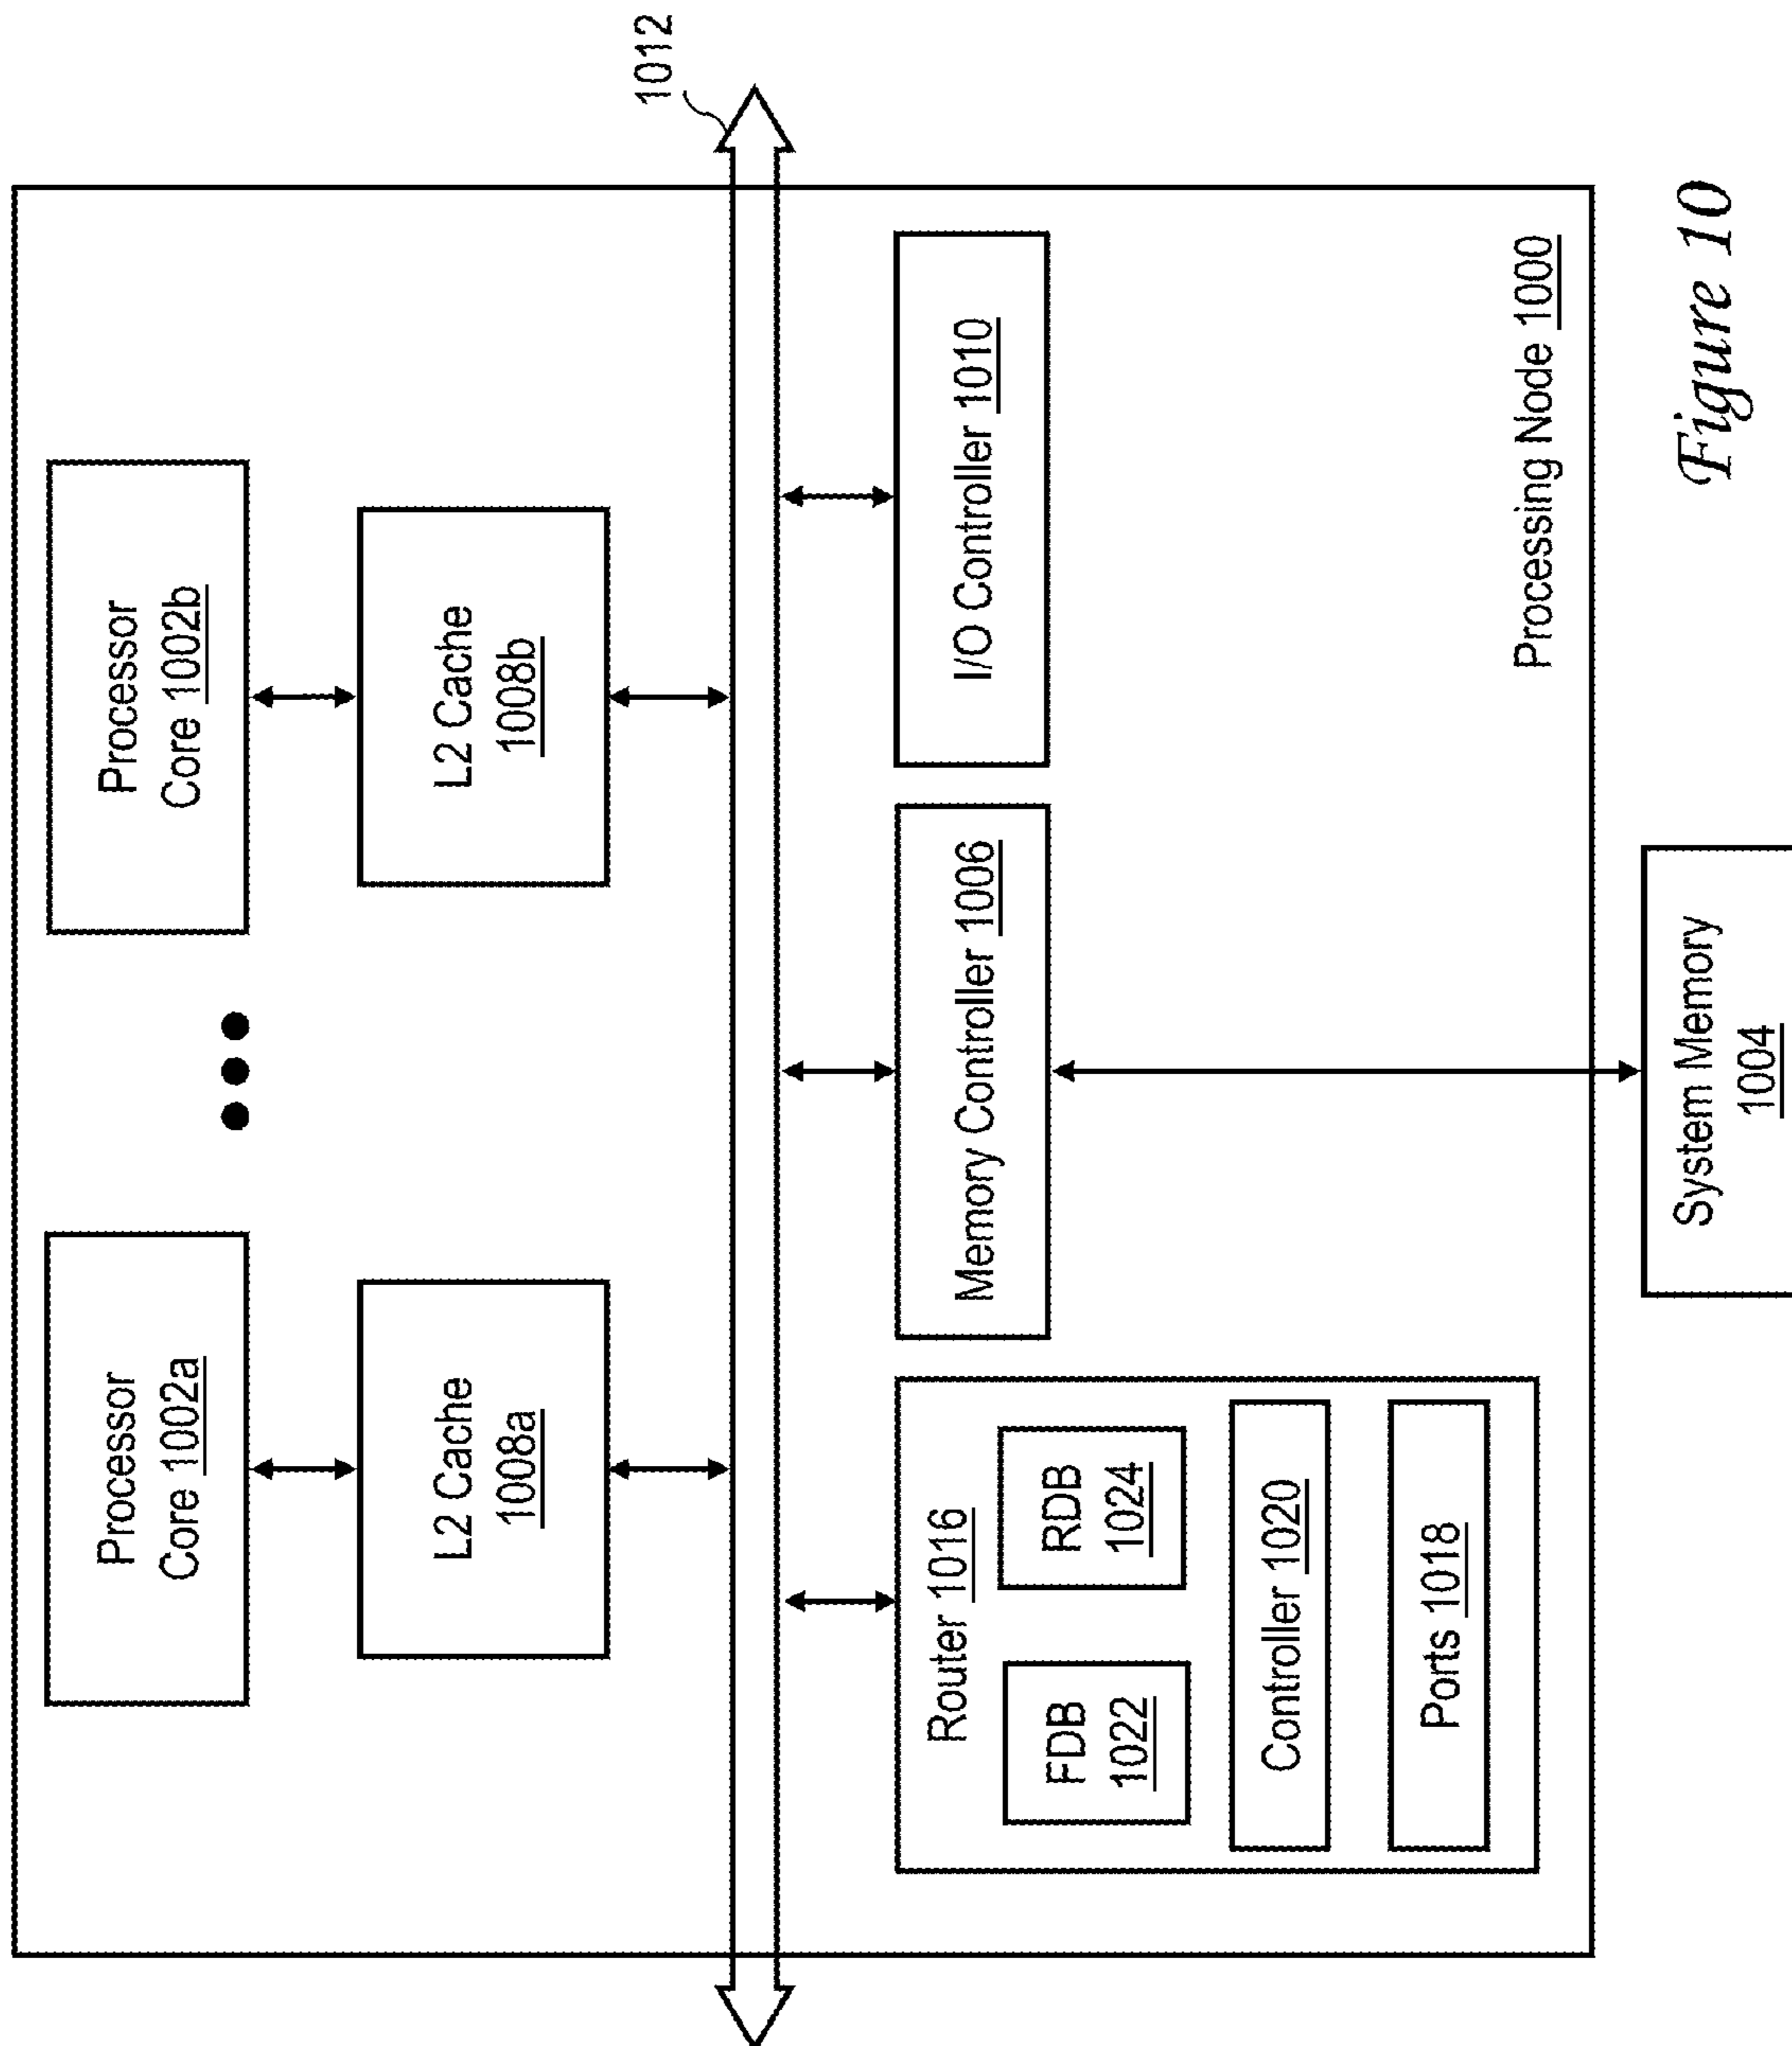 Processor
Core 1002a
Processor
Core 1002b
L2 Cache
1008a
L2 Cache
1008b
1012
Router 1016
FDB
1022
RDB
1024
Controller 1020
Ports 1018
Memory Controller 1006
I/O Controller 1010
Processing Node 1000
System Memory
1004
Figure 10